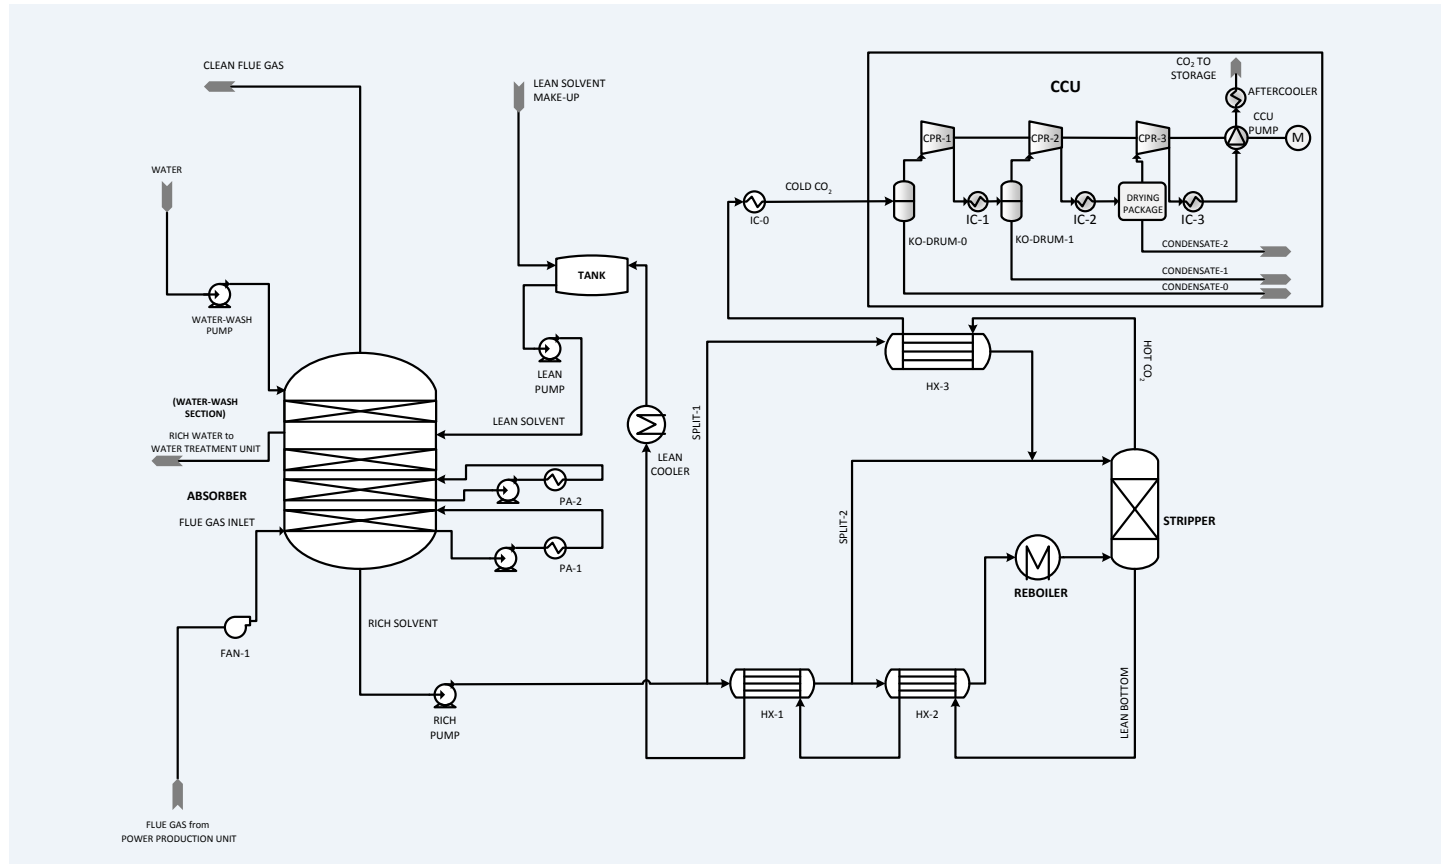 CLEAN FLUE GAS
LEAN SOLVENT
MAKE-UP
CO₂ TO
STORAGE
AFTERCOOLER
CCU
CCU
PUMP
M
CPR-1
CPR-2
CPR-3
WATER
COLD CO₂
IC-0
IC-1
IC-2
DRYING
PACKAGE
IC-3
KO-DRUM-0
KO-DRUM-1
CONDENSATE-2
CONDENSATE-1
CONDENSATE-0
TANK
WATER-WASH
PUMP
LEAN
PUMP
HX-3
HOT CO₂
(WATER-WASH
SECTION)
RICH WATER to
WATER TREATMENT UNIT
LEAN SOLVENT
SPLIT-1
LEAN
COOLER
ABSORBER
PA-2
FLUE GAS INLET
SPLIT-2
STRIPPER
PA-1
REBOILER
RICH SOLVENT
FAN-1
RICH
PUMP
HX-1
HX-2
LEAN BOTTOM
FLUE GAS from
POWER PRODUCTION UNIT